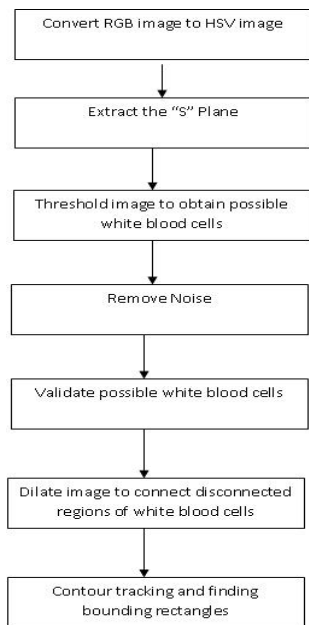 Convert RGB image to HSV image
Extract the “S” Plane
Threshold image to obtain possible
white blood cells
Remove Noise
Validate possible white blood cells
Dilate image to connect disconnected
regions of white blood cells
Contour tracking and finding
bounding rectangles